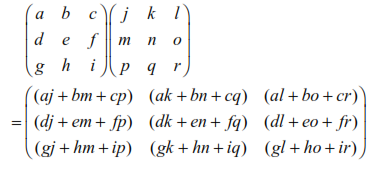 ( a b c ) ( j k l )
( d e f ) ( m n o )
( g h i ) ( p q r )
= ( (aj + bm + cp) (ak + bn + cq) (al + bo + cr) )
( (dj + em + fp) (dk + en + fq) (dl + eo + fr) )
( (gj + hm + ip) (gk + hn + iq) (gl + ho + ir) )